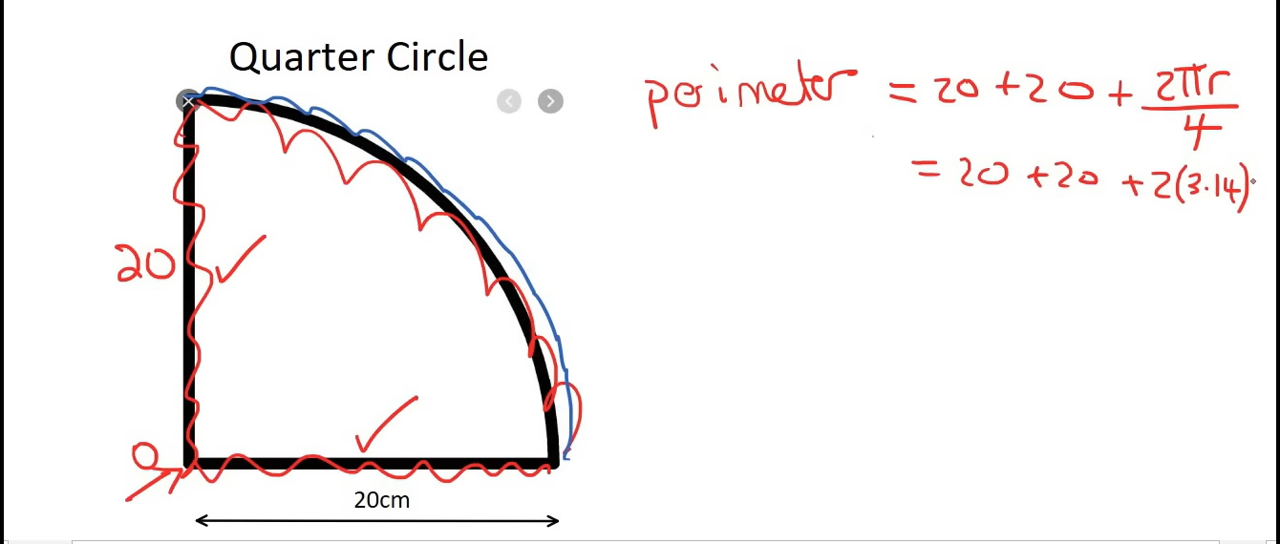 Quarter Circle
perimeter = 20 + 20 + 2πr/4
= 20 + 20 + 2(3.14)
20
O
20cm